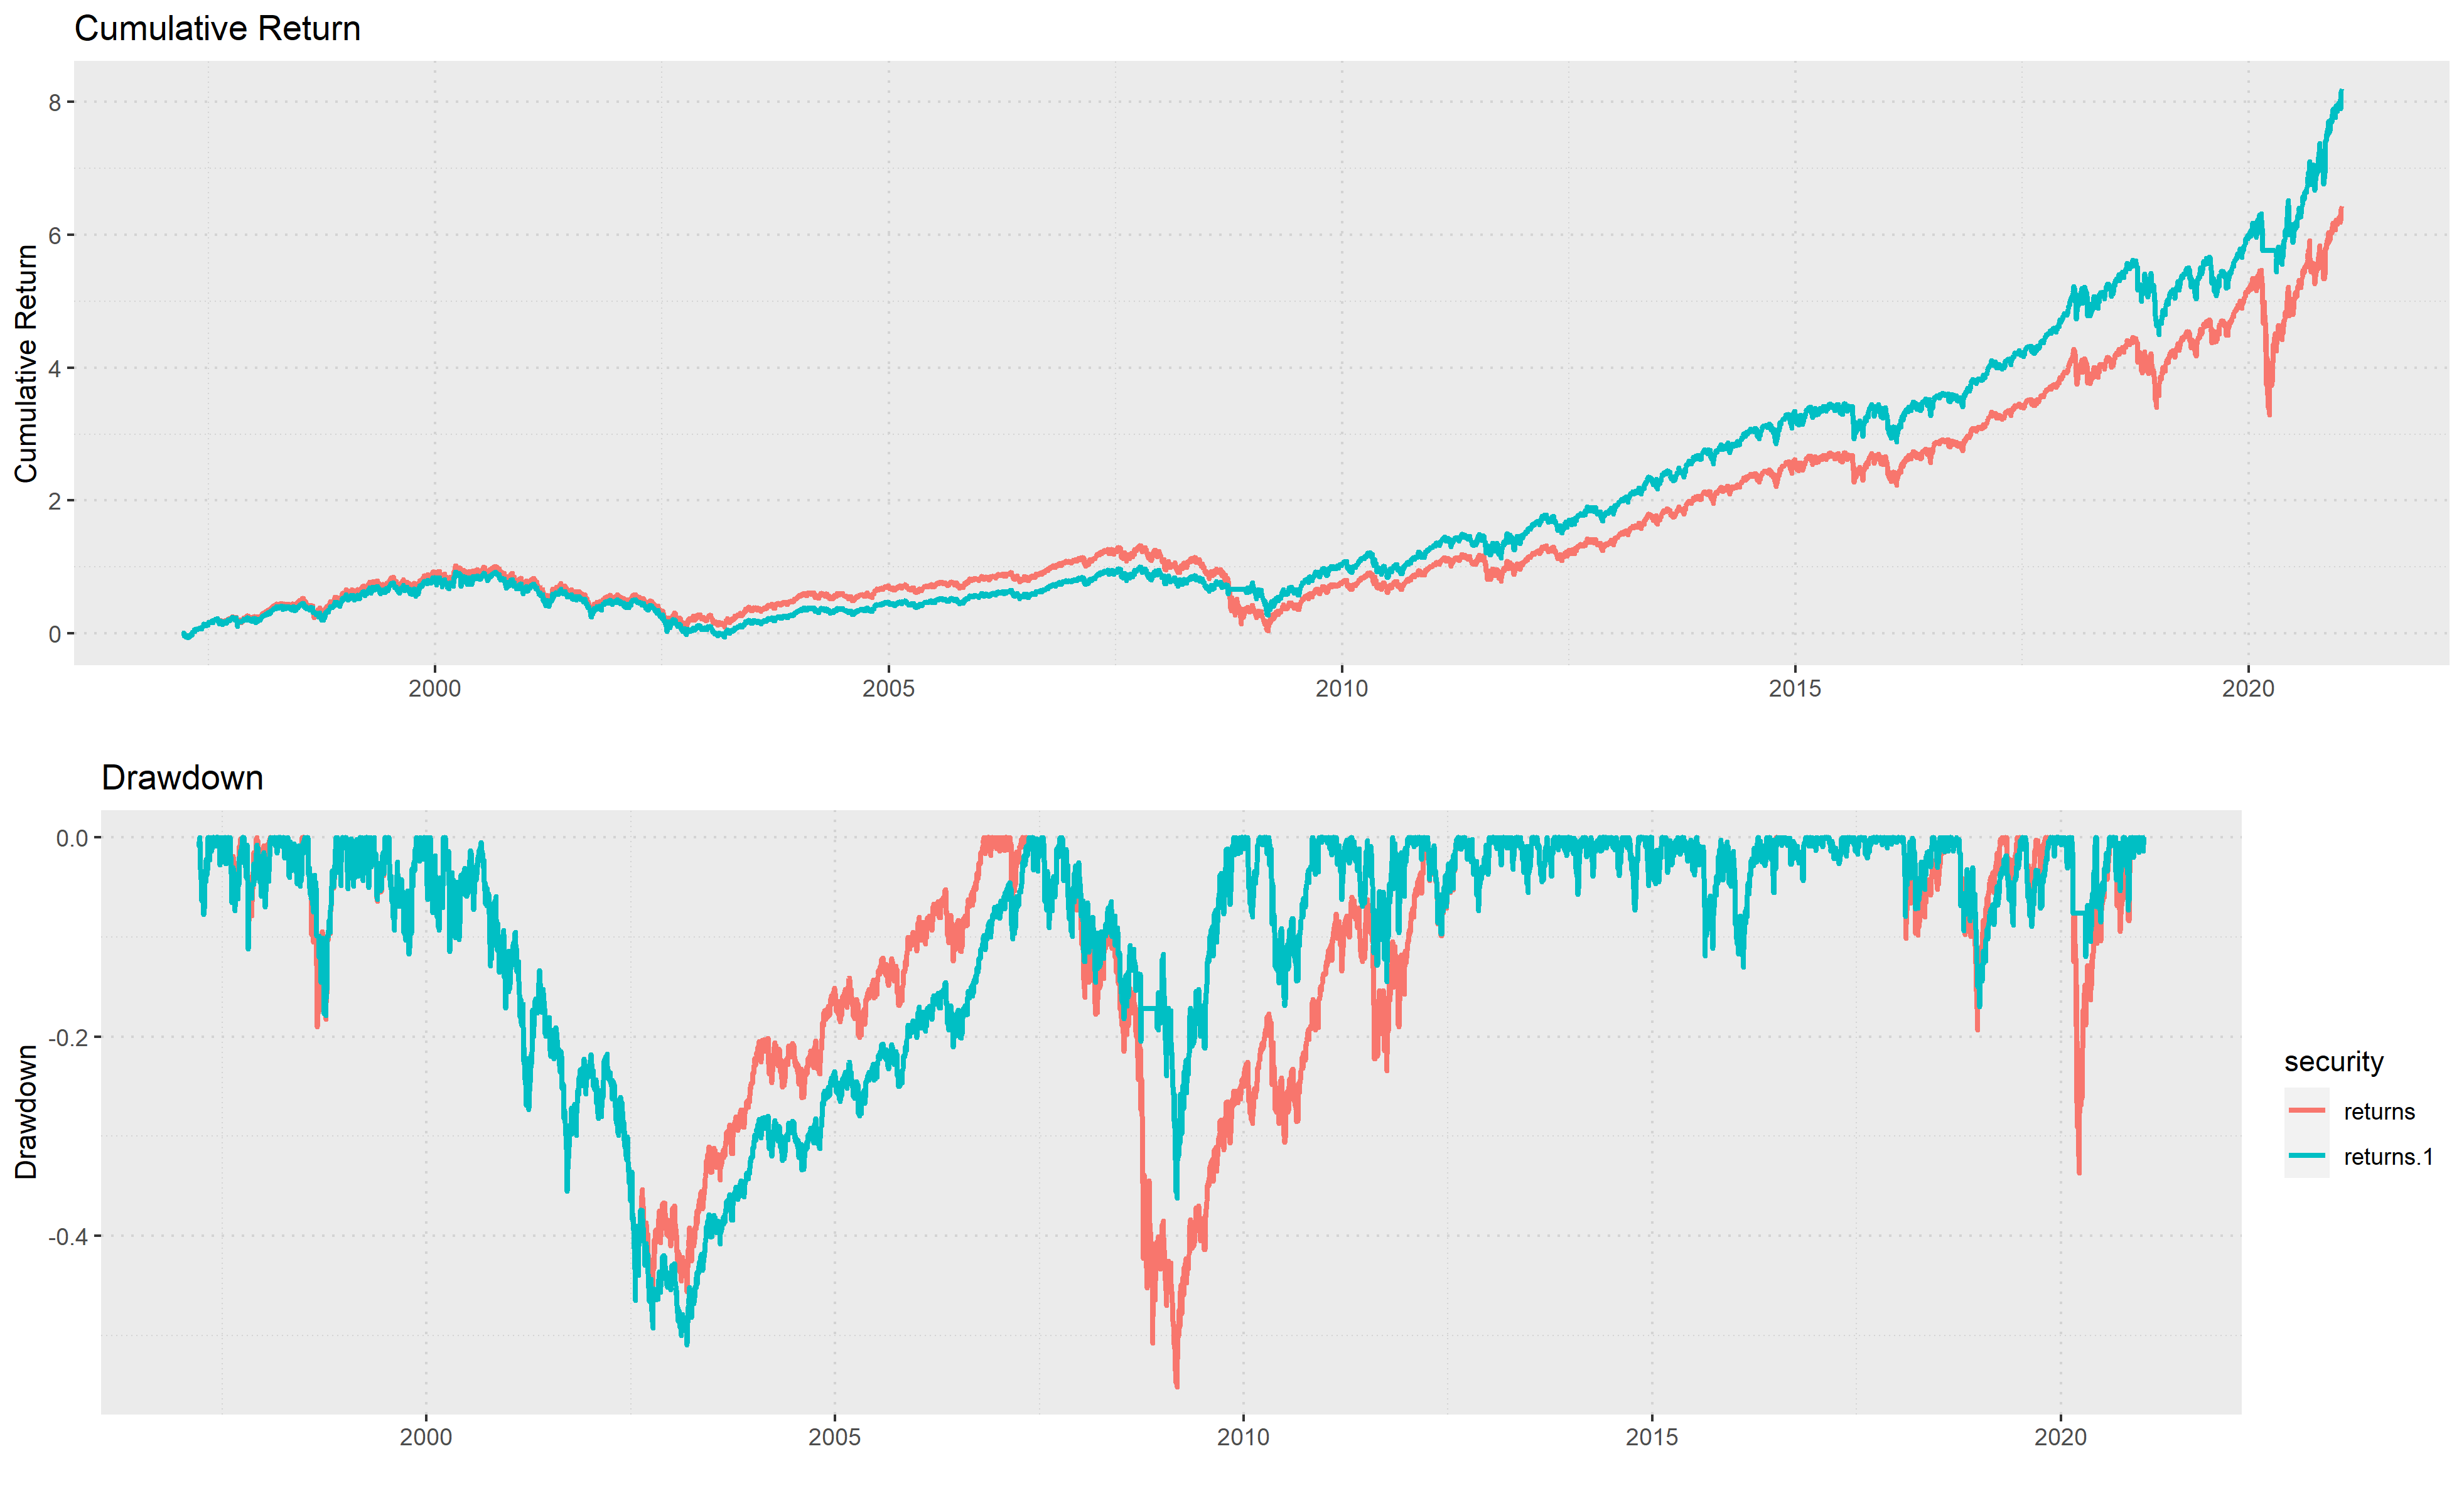 Cumulative Return
Cumulative Return
8
6
4
2
0
2000 2005 2010 2015 2020
Drawdown
Drawdown
0.0
-0.2
-0.4
2000 2005 2010 2015 2020
security
returns
returns.1